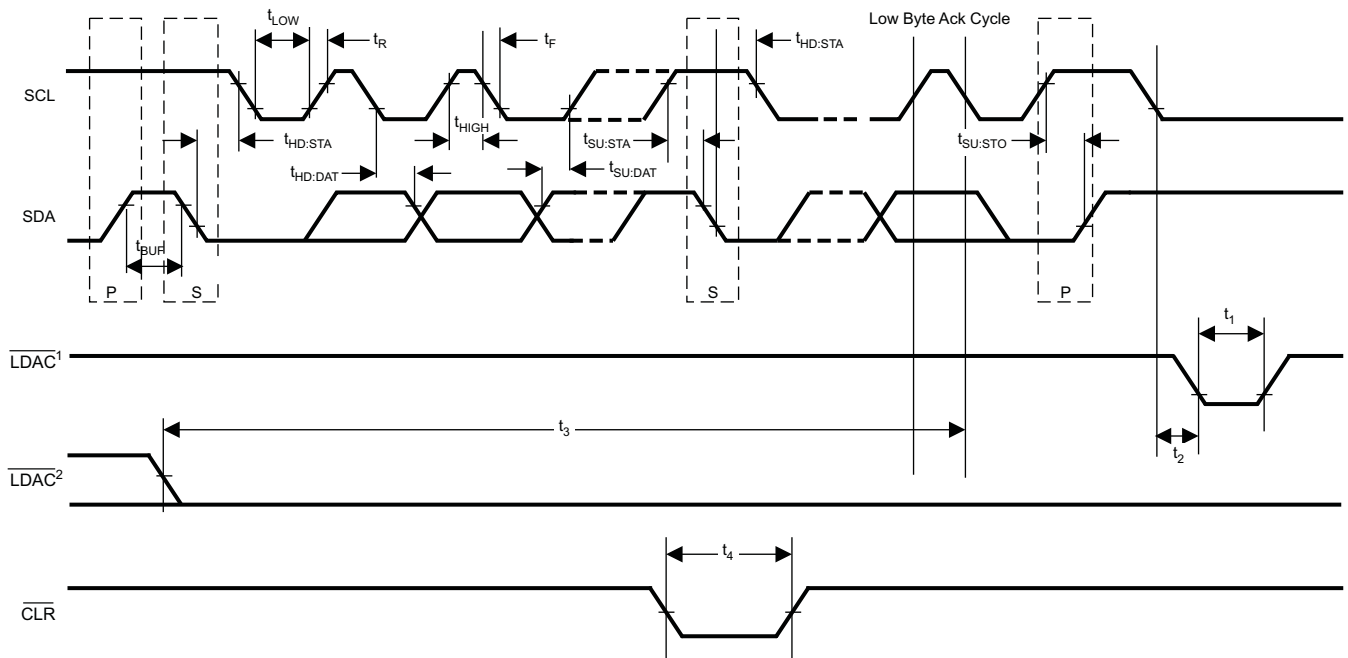 Low Byte Ack Cycle
tLOW
tR
tF
tHD:STA
SCL
tHD:STA
tHIGH
tSU:STA
tSU:STO
tHD:DAT
tSU:DAT
SDA
tBUF
P
S
S
P
t1
LDAC1
t3
t2
LDAC2
t4
CLR